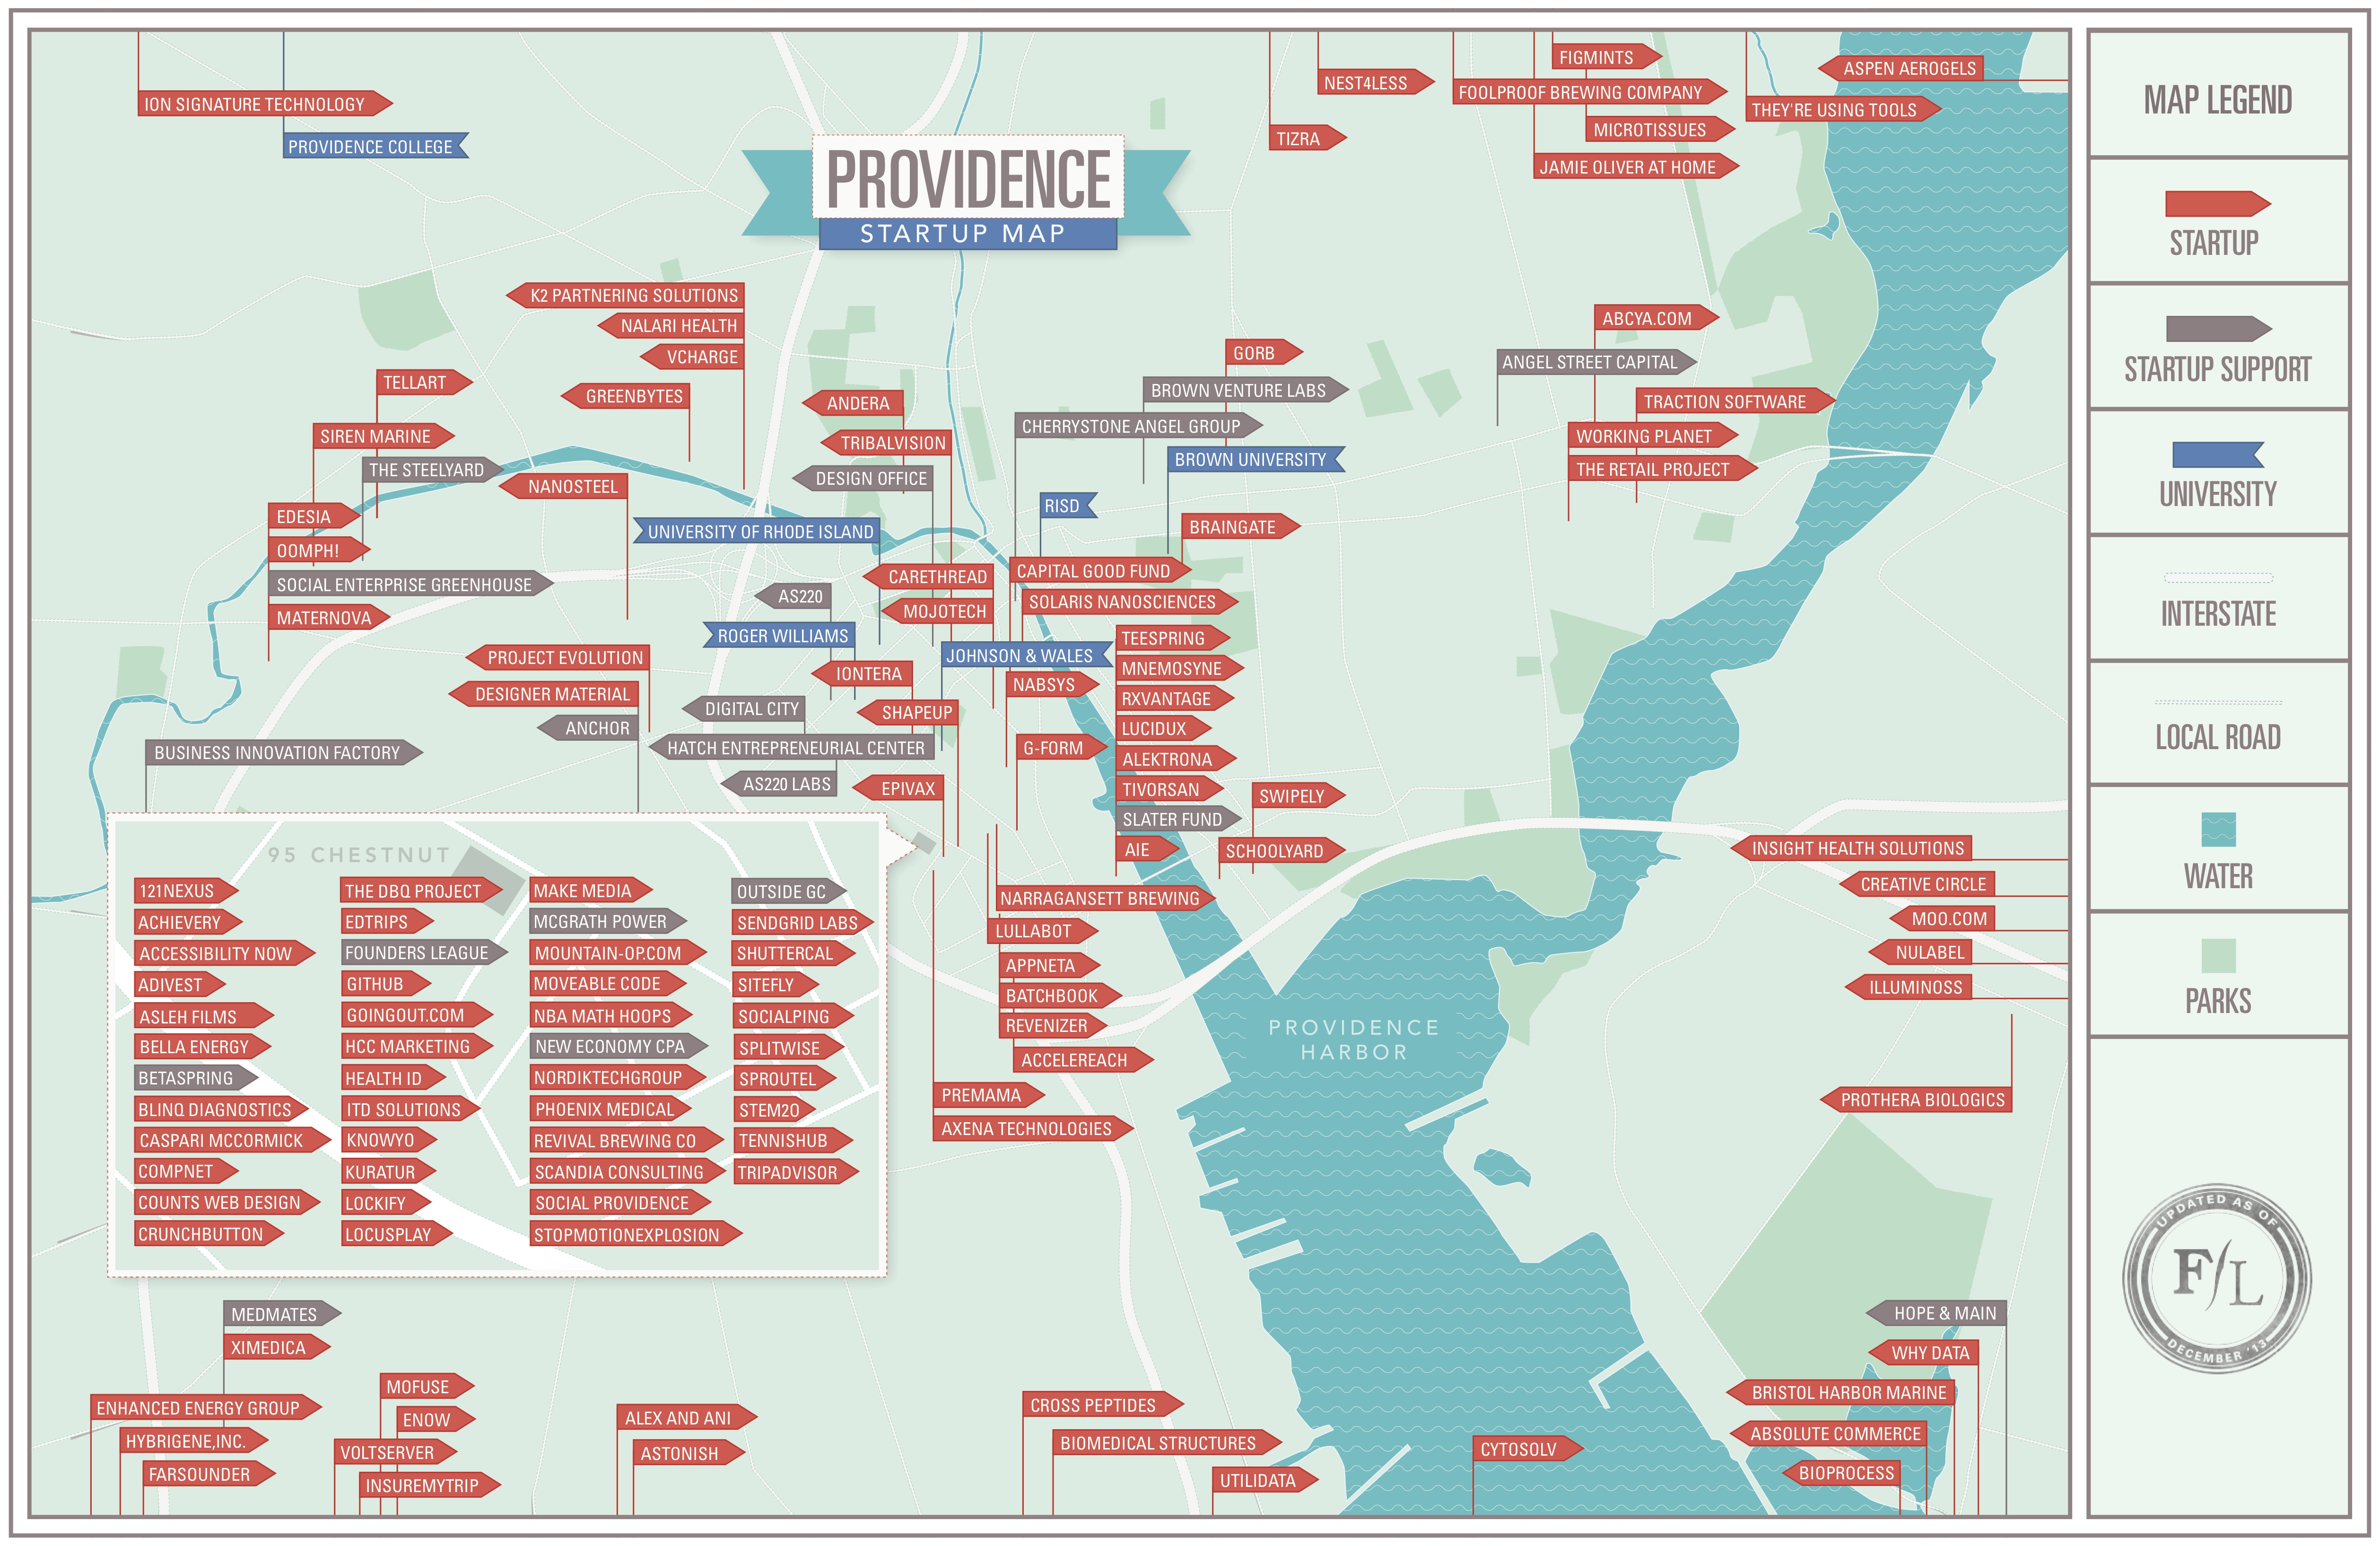 ION SIGNATURE TECHNOLOGY
PROVIDENCE COLLEGE
PROVIDENCE
STARTUP MAP
NEST4LESS
TIZRA
FIGMINTS
FOOLPROOF BREWING COMPANY
MICROTISSUES
JAMIE OLIVER AT HOME
ASPEN AEROGELS
THEY'RE USING TOOLS
K2 PARTNERING SOLUTIONS
NALARI HEALTH
VCHARGE
GREENBYTES
TELLART
SIREN MARINE
THE STEELYARD
NANOSTEEL
EDESIA
OOMPH!
SOCIAL ENTERPRISE GREENHOUSE
MATERNOVA
ANDERA
TRIBALVISION
DESIGN OFFICE
UNIVERSITY OF RHODE ISLAND
GORB
BROWN VENTURE LABS
CHERRYSTONE ANGEL GROUP
BROWN UNIVERSITY
RISD
BRAINGATE
ABCYA.COM
ANGEL STREET CAPITAL
TRACTION SOFTWARE
WORKING PLANET
THE RETAIL PROJECT
CARETHREAD
AS220
MOJOTECH
ROGER WILLIAMS
CAPITAL GOOD FUND
SOLARIS NANOSCIENCES
JOHNSON & WALES
IONTERA
NABSYS
PROJECT EVOLUTION
DESIGNER MATERIAL
ANCHOR
DIGITAL CITY
SHAPEUP
HATCH ENTREPRENEURIAL CENTER
AS220 LABS
EPIVAX
G-FORM
BUSINESS INNOVATION FACTORY
TEESPRING
MNEMOSYNE
RXVANTAGE
LUCIDUX
ALEKTRONA
TIVORSAN
SLATER FUND
AIE
SWIPELY
SCHOOLYARD
NARRAGANSETT BREWING
LULLABOT
APPNETA
BATCHBOOK
REVENIZER
ACCELEREACH
PREMAMA
AXENA TECHNOLOGIES
PROVIDENCE
HARBOR
INSIGHT HEALTH SOLUTIONS
CREATIVE CIRCLE
MOO.COM
NULABEL
ILLUMINOSS
PROTHERA BIOLOGICS
95 CHESTNUT
121NEXUS
ACHIEVERY
ACCESSIBILITY NOW
ADIVEST
ASLEH FILMS
BELLA ENERGY
BETASPRING
BLINQ DIAGNOSTICS
CASPARI MCCORMICK
COMPNET
COUNTS WEB DESIGN
CRUNCHBUTTON
THE DBQ PROJECT
EDTRIPS
FOUNDERS LEAGUE
GITHUB
GOINGOUT.COM
HCC MARKETING
HEALTH ID
ITD SOLUTIONS
KNOWYO
KURATUR
LOCKIFY
LOCUSPLAY
MAKE MEDIA
MCGRATH POWER
MOUNTAIN-OP.COM
MOVEABLE CODE
NBA MATH HOOPS
NEW ECONOMY CPA
NORDIKTECHGROUP
PHOENIX MEDICAL
REVIVAL BREWING CO
SCANDIA CONSULTING
SOCIAL PROVIDENCE
STOPMOTIONEXPLOSION
OUTSIDE GC
SENDGRID LABS
SHUTTERCAL
SITEFLY
SOCIALPING
SPLITWISE
SPROUTEL
STEM2O
TENNISHUB
TRIPADVISOR
MEDMATES
XIMEDICA
ENHANCED ENERGY GROUP
HYBRIGENE,INC.
FARSOUNDER
MOFUSE
ENOW
VOLTSERVER
INSUREMYTRIP
ALEX AND ANI
ASTONISH
CROSS PEPTIDES
BIOMEDICAL STRUCTURES
UTILIDATA
CYTOSOLV
HOPE & MAIN
WHY DATA
BRISTOL HARBOR MARINE
ABSOLUTE COMMERCE
BIOPROCESS
MAP LEGEND
STARTUP
STARTUP SUPPORT
UNIVERSITY
INTERSTATE
LOCAL ROAD
WATER
PARKS
UPDATED AS OF
F/L
DECEMBER '13